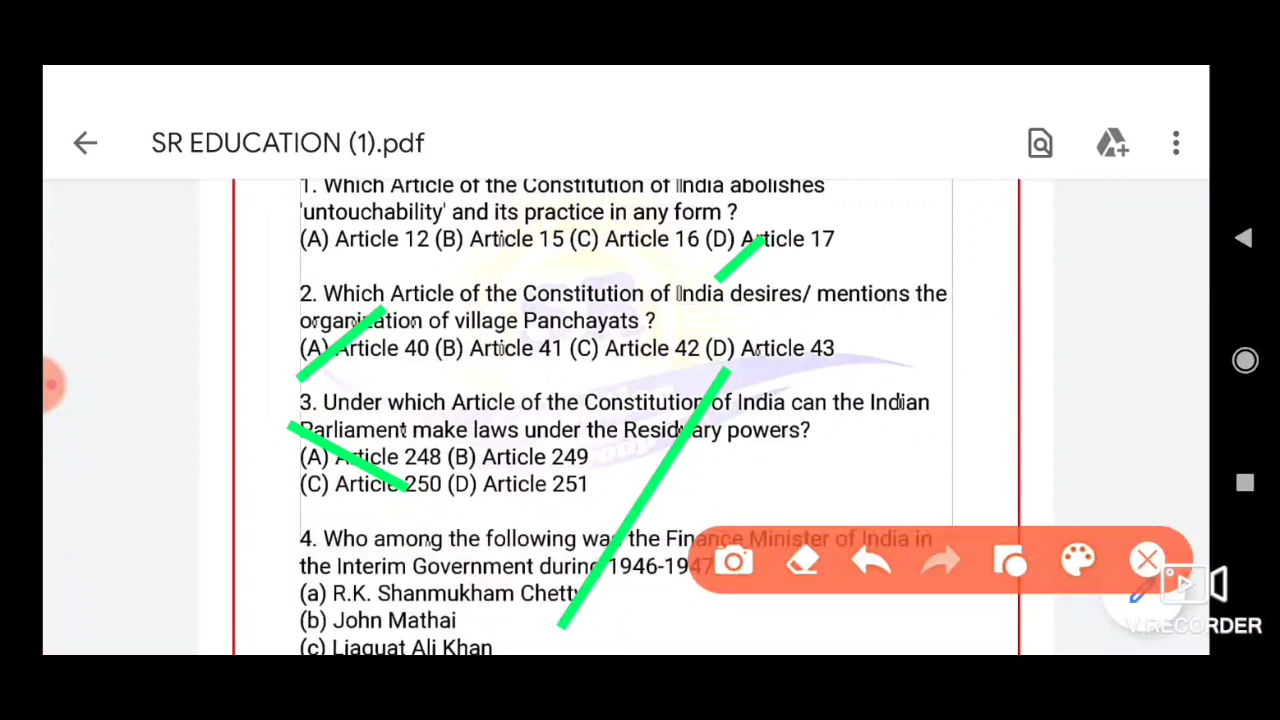 SR EDUCATION (1).pdf
1. Which Article of the Constitution of India abolishes
'untouchability' and its practice in any form ?
(A) Article 12 (B) Article 15 (C) Article 16 (D) Article 17
2. Which Article of the Constitution of India desires/ mentions the
organization of village Panchayats ?
(A) Article 40 (B) Article 41 (C) Article 42 (D) Article 43
3. Under which Article of the Constitution of India can the Indian
Parliament make laws under the Residuary powers?
(A) Article 248 (B) Article 249
(C) Article 250 (D) Article 251
4. Who among the following was the Finance Minister of India in
the Interim Government during 1946-1947
(a) R.K. Shanmukham Chetty
(b) John Mathai
(c) Liaquat Ali Khan
V RECORDER